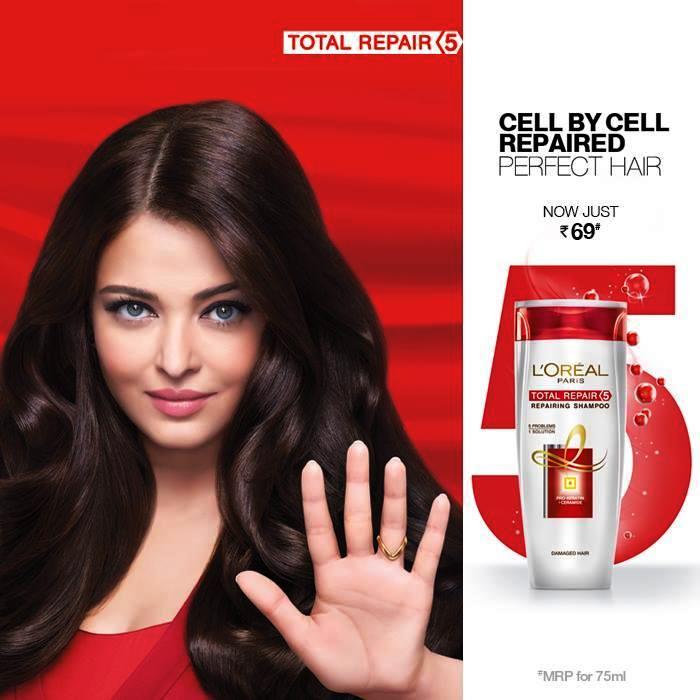 TOTAL REPAIR 5
CELL BY CELL
REPAIRED
PERFECT HAIR
NOW JUST
₹69#
5
L'ORÉAL
PARIS
TOTAL REPAIR 5
REPAIRING SHAMPOO
5 PROBLEMS
1 SOLUTION
PRO-KERATIN
+ CERAMIDE
DAMAGED HAIR
#MRP for 75ml